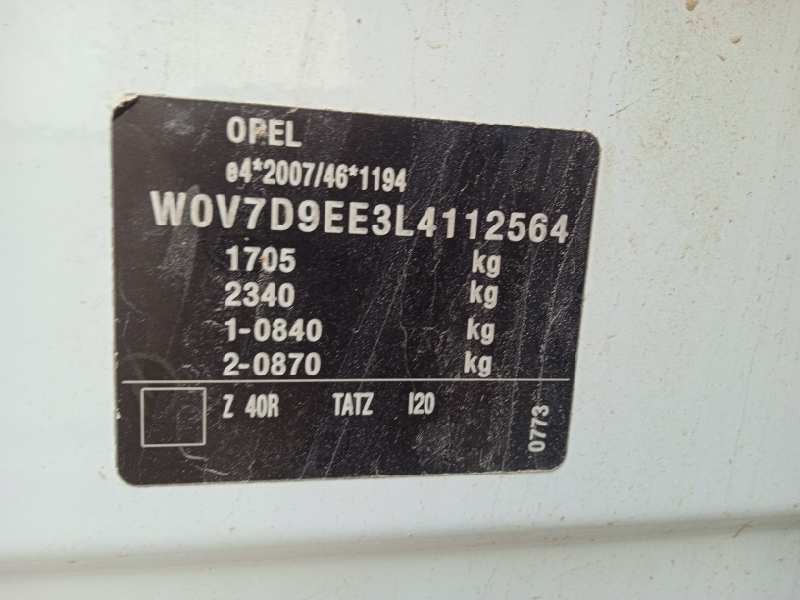 OPEL
e4*2007/46*1194
W0V7D9EE3L4112564
1705 kg
2340 kg
1-0840 kg
2-0870 kg
Z 40R TATZ I20
0773